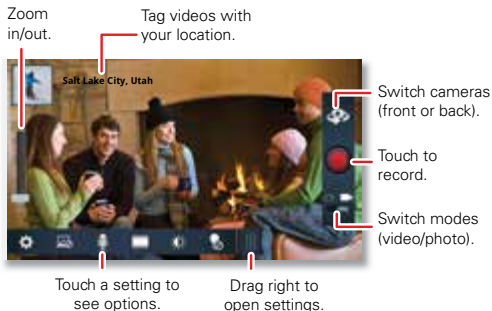 Zoom
in/out.
Tag videos with
your location.
Salt Lake City, Utah
Switch cameras
(front or back).
Touch to
record.
Switch modes
(video/photo).
Touch a setting to
see options.
Drag right to
open settings.